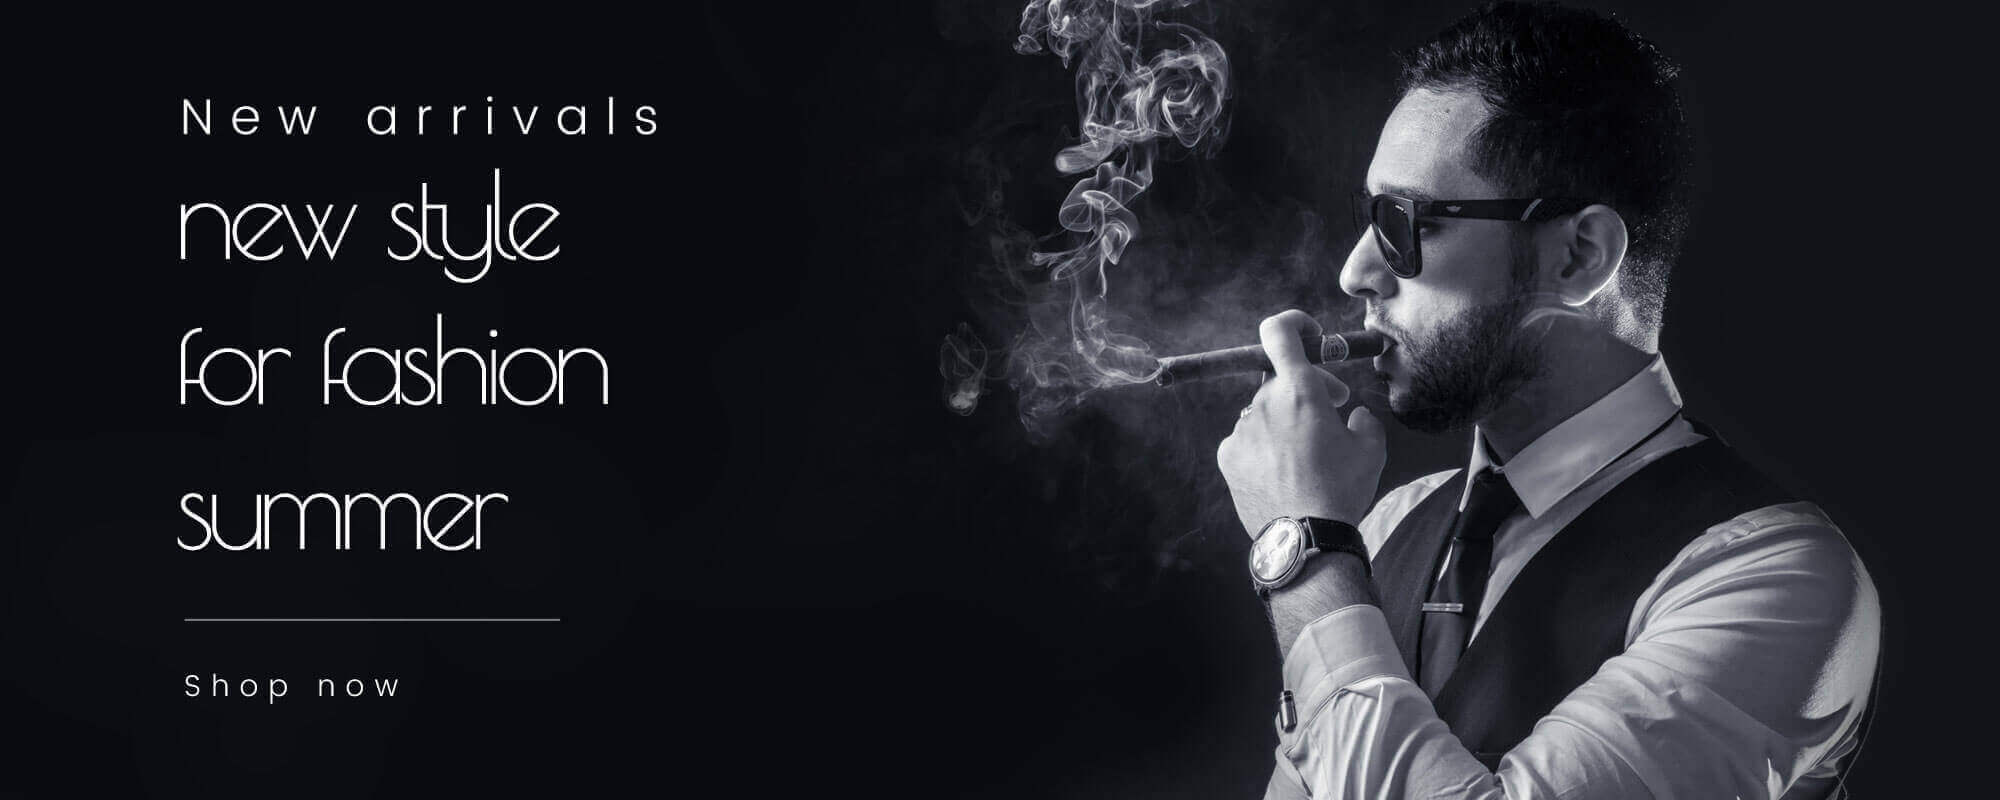 New arrivals
new style
for fashion
summer
Shop now